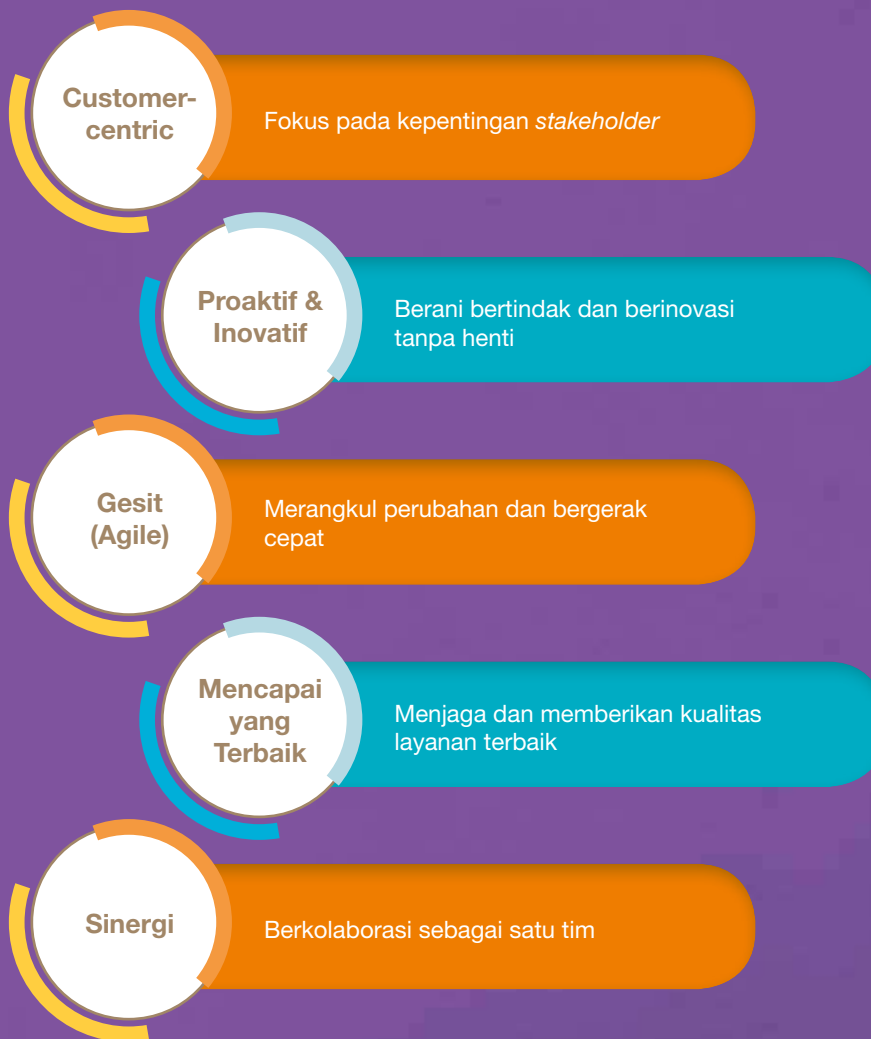 Customer-
centric
Fokus pada kepentingan stakeholder
Proaktif &
Inovatif
Berani bertindak dan berinovasi
tanpa henti
Gesit
(Agile)
Merangkul perubahan dan bergerak
cepat
Mencapai
yang
Terbaik
Menjaga dan memberikan kualitas
layanan terbaik
Sinergi
Berkolaborasi sebagai satu tim